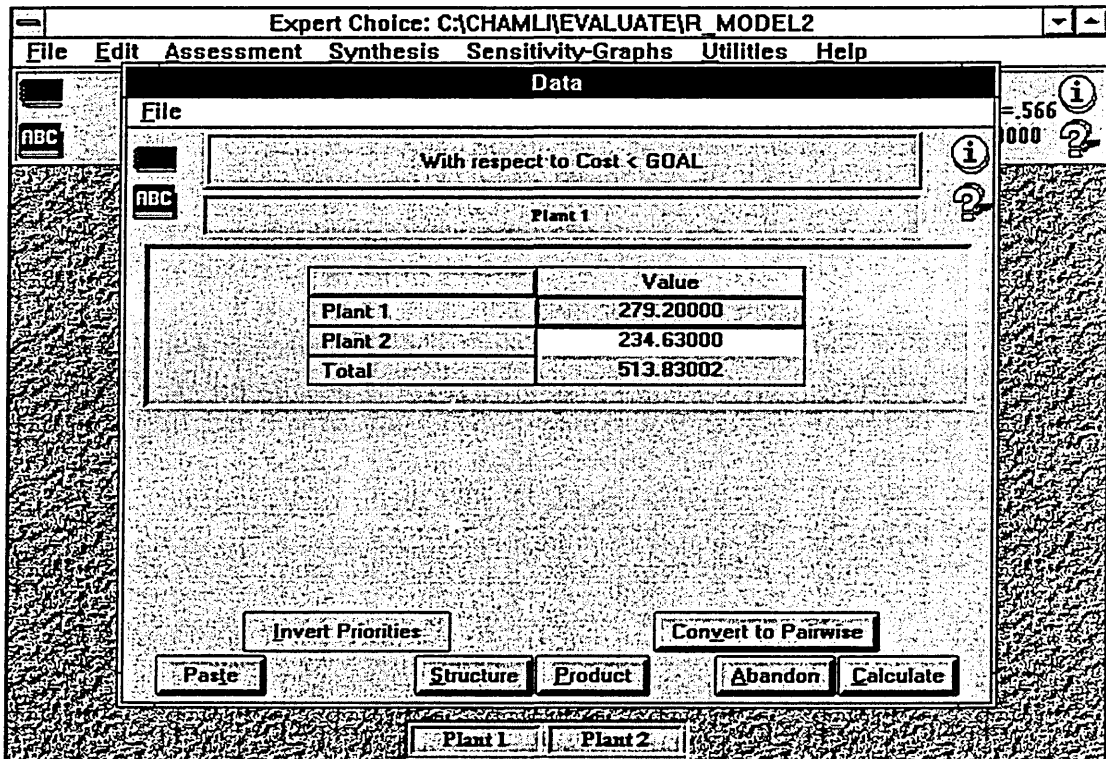 Expert Choice: C:\CHAMLI\EVALUATE\R_MODEL2
File Edit Assessment Synthesis Sensitivity-Graphs Utilities Help
Data
File
=.566
ABC
000
With respect to Cost < GOAL
ABC
Plant 1
Value
Plant 1 279.20000
Plant 2 234.63000
Total 513.83002
Invert Priorities
Convert to Pairwise
Paste Structure Product Abandon Calculate
Plant 1 Plant 2